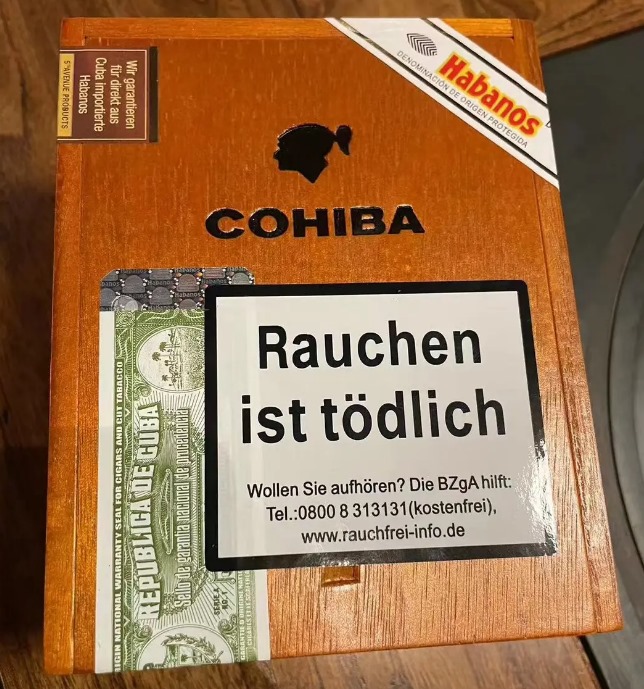 Wir garantieren
für direkt aus
Cuba importierte
Habanos
5THAVENUE PRODUCTS
Habanos
DENOMINACIÓN DE ORIGEN PROTEGIDA
COHIBA
Rauchen
ist tödlich
Wollen Sie aufhören? Die BZgA hilft:
Tel.:0800 8 313131(kostenfrei),
www.rauchfrei-info.de
NATIONAL WARRANTY SEAL FOR CIGARS AND CUT TOBACCO
REPUBLICA DE CUBA
Sello de garantia nacional de procedencia